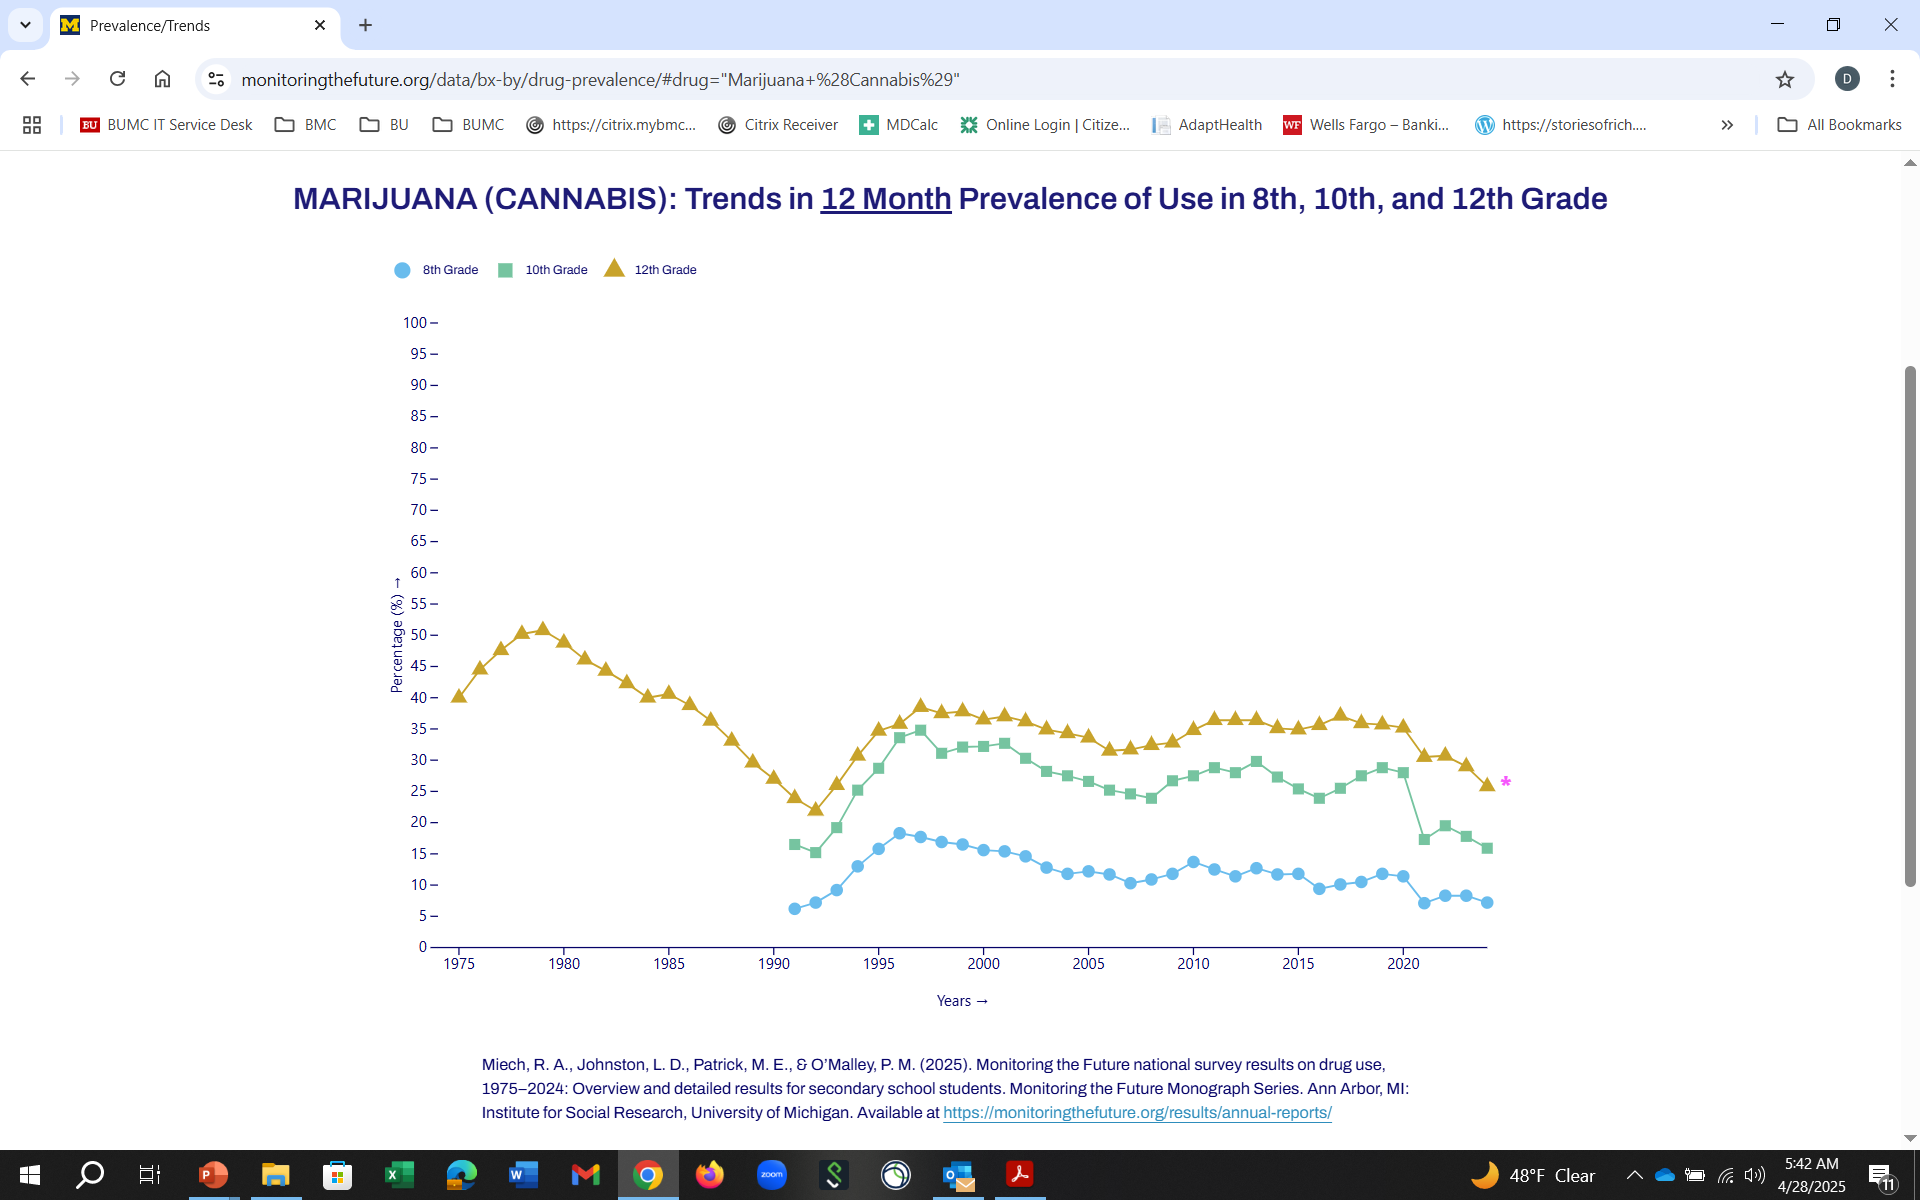 Prevalence/Trends
monitoringthefuture.org/data/bx-by/drug-prevalence/#drug="Marijuana+%28Cannabis%29"
D
BU BUMC IT Service Desk BMC BU BUMC https://citrix.mybmc... Citrix Receiver MDCalc Online Login | Citize... AdaptHealth WF Wells Fargo – Banki... https://storiesofrich.... » All Bookmarks
MARIJUANA (CANNABIS): Trends in 12 Month Prevalence of Use in 8th, 10th, and 12th Grade
8th Grade 10th Grade 12th Grade
100
95
90
85
80
75
70
65
60
55
50
45
40
35
30
25
20
15
10
5
0
Percentage (%) →
*
1975 1980 1985 1990 1995 2000 2005 2010 2015 2020
Years →
Miech, R. A., Johnston, L. D., Patrick, M. E., & O’Malley, P. M. (2025). Monitoring the Future national survey results on drug use,
1975–2024: Overview and detailed results for secondary school students. Monitoring the Future Monograph Series. Ann Arbor, MI:
Institute for Social Research, University of Michigan. Available at https://monitoringthefuture.org/results/annual-reports/
zoom
48°F Clear
5:42 AM
4/28/2025
11